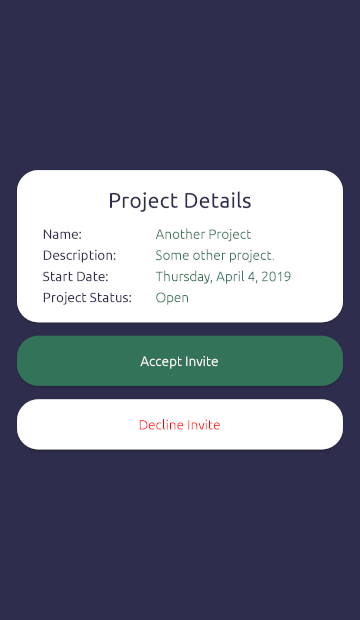 Project Details
Name: Another Project
Description: Some other project.
Start Date: Thursday, April 4, 2019
Project Status: Open
Accept Invite
Decline Invite